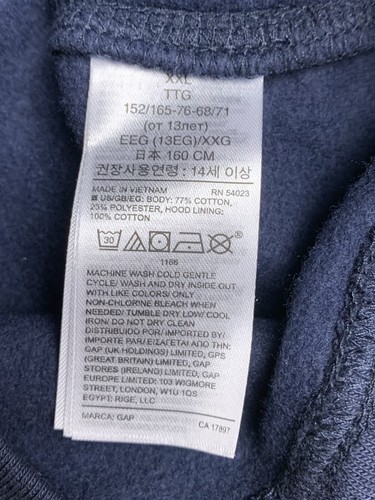 XXL
TTG
152/165-76-68/71
(от 13лет)
EEG (13EG)/XXG
日本 160 CM
권장사용연령 : 14세 이상
MADE IN VIETNAM RN 54023
US/GB/EG: BODY: 77% COTTON,
23% POLYESTER, HOOD LINING:
100% COTTON
30
1166
MACHINE WASH COLD GENTLE
CYCLE/ WASH AND DRY INSIDE OUT
WITH LIKE COLORS/ ONLY
NON-CHLORINE BLEACH WHEN
NEEDED/ TUMBLE DRY LOW/ COOL
IRON/ DO NOT DRY CLEAN
DISTRIBUIDO POR/ IMPORTED BY/
IMPORTE PAR/ ΕΙΣΑΓΕΤΑΙ ΑΠΟ ΤΗΝ:
GAP (UK HOLDINGS) LIMITED, GPS
(GREAT BRITAIN) LIMITED, GAP
STORES (IRELAND) LIMITED, GAP
EUROPE LIMITED: 103 WIGMORE
STREET, LONDON, W1U 1QS
EGYPT: RIGE, LLC
MARCA: GAP CA 17897